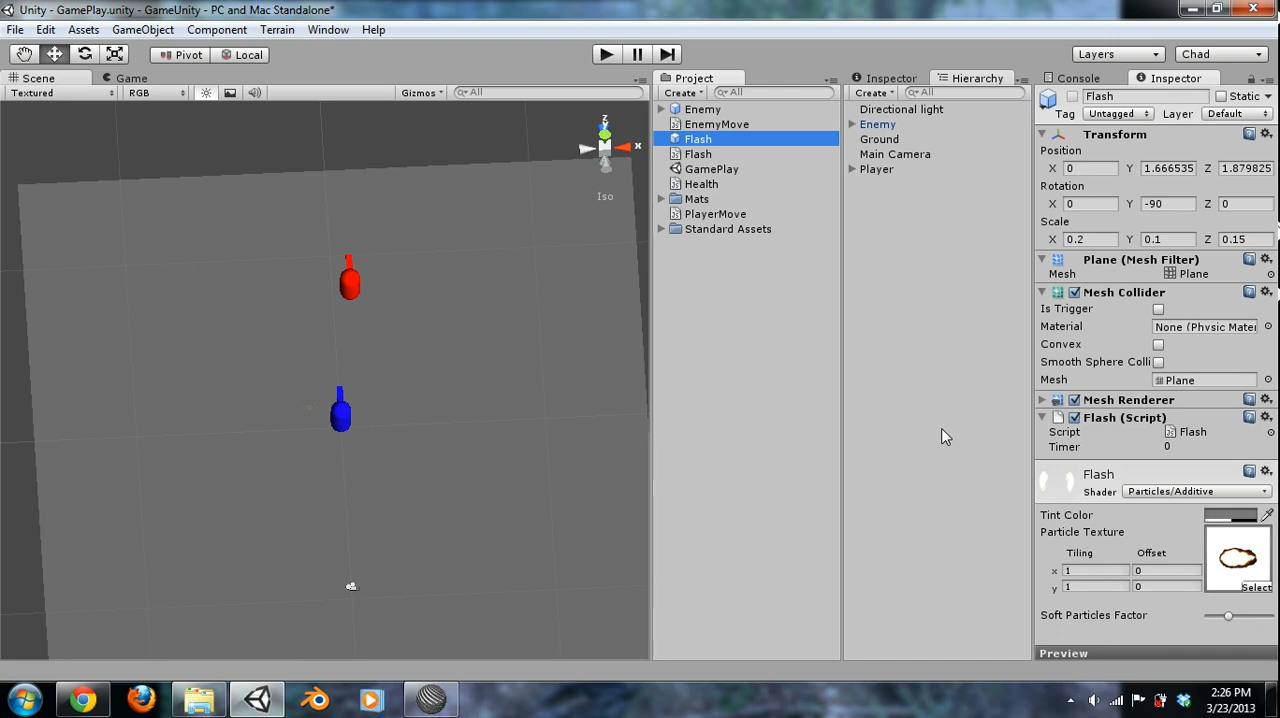 Unity - GamePlay.unity - GameUnity - PC and Mac Standalone*
File Edit Assets GameObject Component Terrain Window Help
Pivot Local Layers Chad
Scene Game Project Inspector Hierarchy Console Inspector
Textured RGB Gizmos All Create All Create All
Flash Static
Tag Untagged Layer Default
Enemy
EnemyMove
Flash
Flash
GamePlay
Health
Mats
PlayerMove
Standard Assets
Directional light
Enemy
Ground
Main Camera
Player
Z
x
Iso
Transform
Position
X 0 Y 1.666535 Z 1.879825
Rotation
X 0 Y -90 Z 0
Scale
X 0.2 Y 0.1 Z 0.15
Plane (Mesh Filter)
Mesh Plane
Mesh Collider
Is Trigger
Material None (Physic Mater
Convex
Smooth Sphere Colli
Mesh Plane
Mesh Renderer
Flash (Script)
Script Flash
Timer 0
Flash
Shader Particles/Additive
Tint Color
Particle Texture
Tiling Offset
x 1 0
y 1 0
Select
Soft Particles Factor
Preview
2:26 PM
3/23/2013